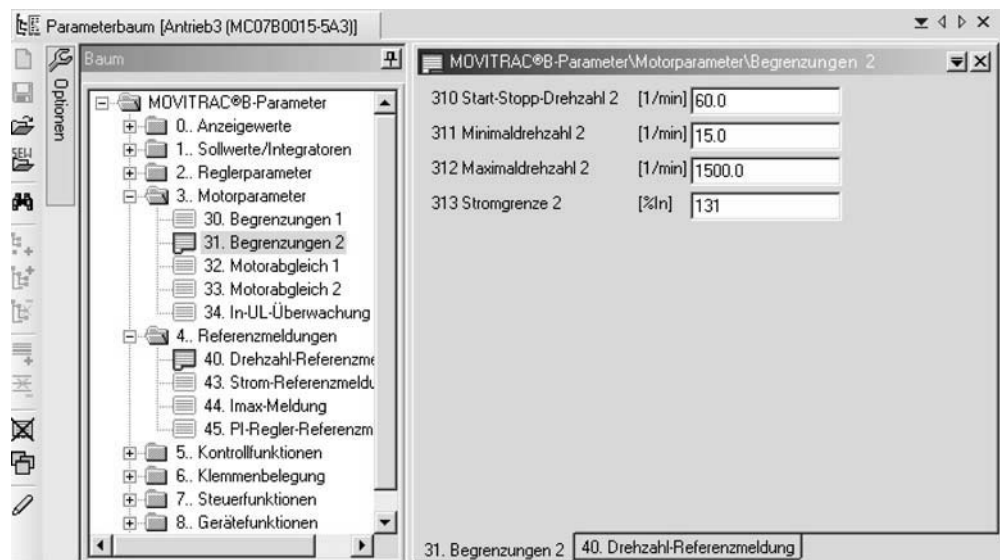 Parameterbaum [Antrieb3 (MC07B0015-5A3)]
Optionen
SEW
Baum
MOVITRAC®B-Parameter
0.. Anzeigewerte
1.. Sollwerte/Integratoren
2.. Reglerparameter
3.. Motorparameter
30. Begrenzungen 1
31. Begrenzungen 2
32. Motorabgleich 1
33. Motorabgleich 2
34. In-UL-Überwachung
4.. Referenzmeldungen
40. Drehzahl-Referenzme
43. Strom-Referenzmeldu
44. Imax-Meldung
45. PI-Regler-Referenzm
5.. Kontrollfunktionen
6.. Klemmenbelegung
7.. Steuerfunktionen
8.. Gerätefunktionen
MOVITRAC®B-Parameter\Motorparameter\Begrenzungen 2
310 Start-Stopp-Drehzahl 2 [1/min] 60.0
311 Minimaldrehzahl 2 [1/min] 15.0
312 Maximaldrehzahl 2 [1/min] 1500.0
313 Stromgrenze 2 [%In] 131
31. Begrenzungen 2 40. Drehzahl-Referenzmeldung